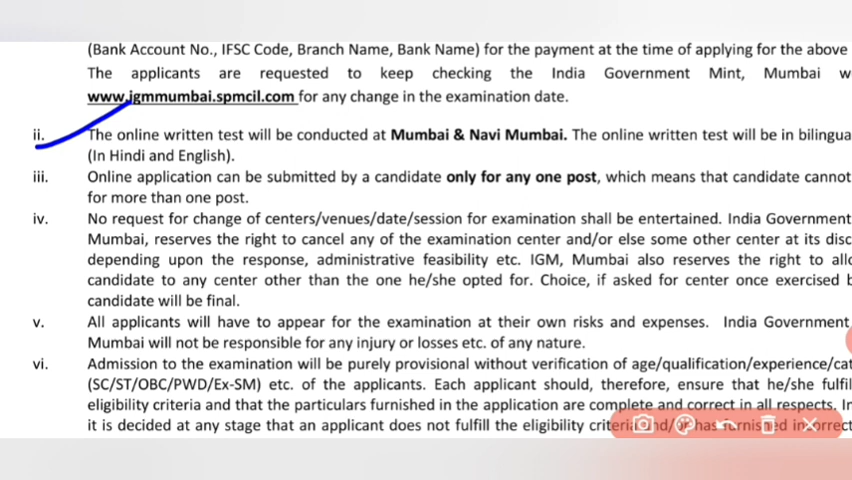 (Bank Account No., IFSC Code, Branch Name, Bank Name) for the payment at the time of applying for the above
The applicants are requested to keep checking the India Government Mint, Mumbai w
www.igmmumbai.spmcil.com for any change in the examination date.
ii. The online written test will be conducted at Mumbai & Navi Mumbai. The online written test will be in bilingua
(In Hindi and English).
iii. Online application can be submitted by a candidate only for any one post, which means that candidate cannot
for more than one post.
iv. No request for change of centers/venues/date/session for examination shall be entertained. India Government
Mumbai, reserves the right to cancel any of the examination center and/or else some other center at its disc
depending upon the response, administrative feasibility etc. IGM, Mumbai also reserves the right to allo
candidate to any center other than the one he/she opted for. Choice, if asked for center once exercised b
candidate will be final.
v. All applicants will have to appear for the examination at their own risks and expenses. India Government
Mumbai will not be responsible for any injury or losses etc. of any nature.
vi. Admission to the examination will be purely provisional without verification of age/qualification/experience/cat
(SC/ST/OBC/PWD/Ex-SM) etc. of the applicants. Each applicant should, therefore, ensure that he/she fulfil
eligibility criteria and that the particulars furnished in the application are complete and correct in all respects. In
it is decided at any stage that an applicant does not fulfill the eligibility criteria and/or has furnished incorrect